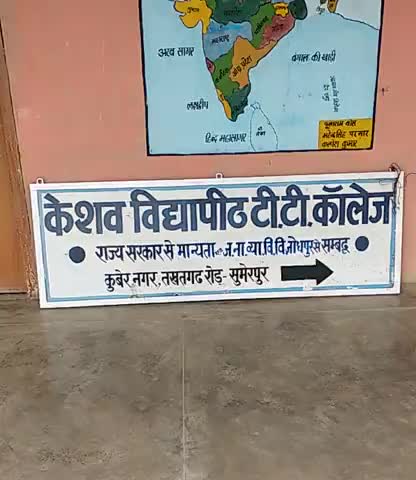 अरब सागर
बंगाल की खाड़ी
लक्षद्वीप
हिन्द महासागर
केशव विद्यापीठ टी.टी. कॉलेज
राज्य सरकार से मान्यता व ज.ना.व्या.वि.वि.जोधपुर से सम्बद्ध
कुबेर नगर, तखतगढ रोड़- सुमेरपुर